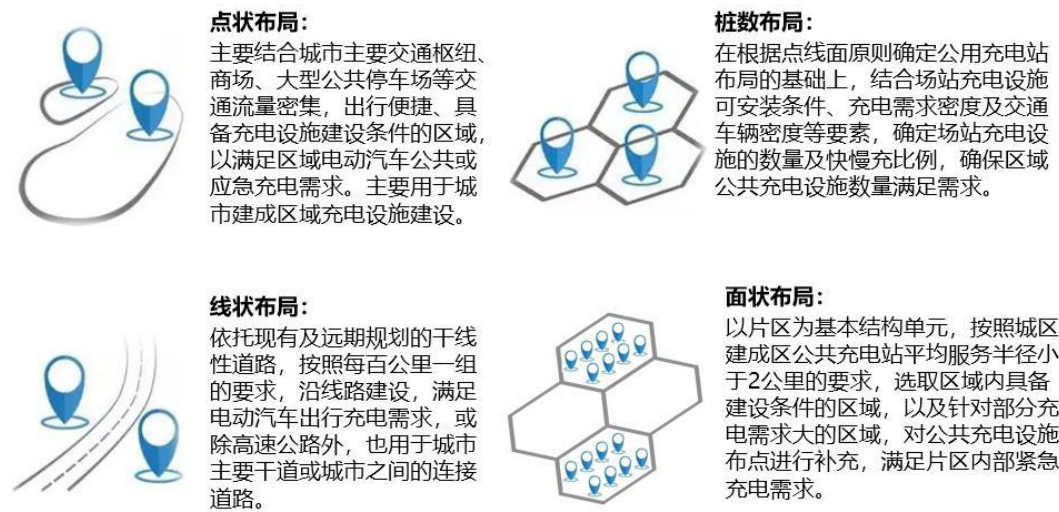 点状布局：
主要结合城市主要交通枢纽、
商场、大型公共停车场等交
通流量密集，出行便捷、具
备充电设施建设条件的区域，
以满足区域电动汽车公共或
应急充电需求。主要用于城
市建成区域充电设施建设。
桩数布局：
在根据点线面原则确定公用充电站
布局的基础上，结合场站充电设施
可安装条件、充电需求密度及交通
车辆密度等要素，确定场站充电设
施的数量及快慢充比例，确保区域
公共充电设施数量满足需求。
线状布局：
依托现有及远期规划的干线
性道路，按照每百公里一组
的要求，沿线路建设，满足
电动汽车出行充电需求，或
除高速公路外，也用于城市
主要干道或城市之间的连接
道路。
面状布局：
以片区为基本结构单元，按照城区
建成区公共充电站平均服务半径小
于2公里的要求，选取区域内具备
建设条件的区域，以及针对部分充
电需求大的区域，对公共充电设施
布点进行补充，满足片区内部紧急
充电需求。